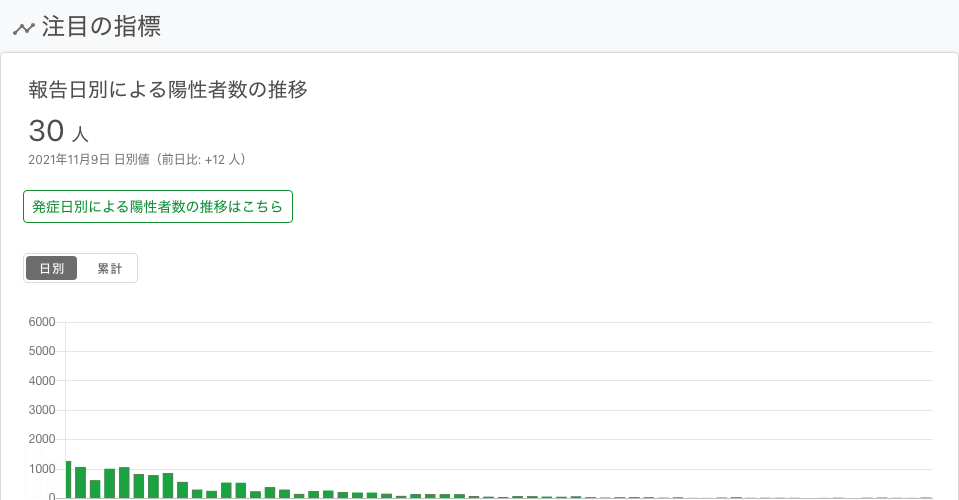 注目の指標
報告日別による陽性者数の推移
30 人
2021年11月9日 日別値（前日比: +12 人）
発症日別による陽性者数の推移はこちら
日別 累計
6000
5000
4000
3000
2000
1000
0